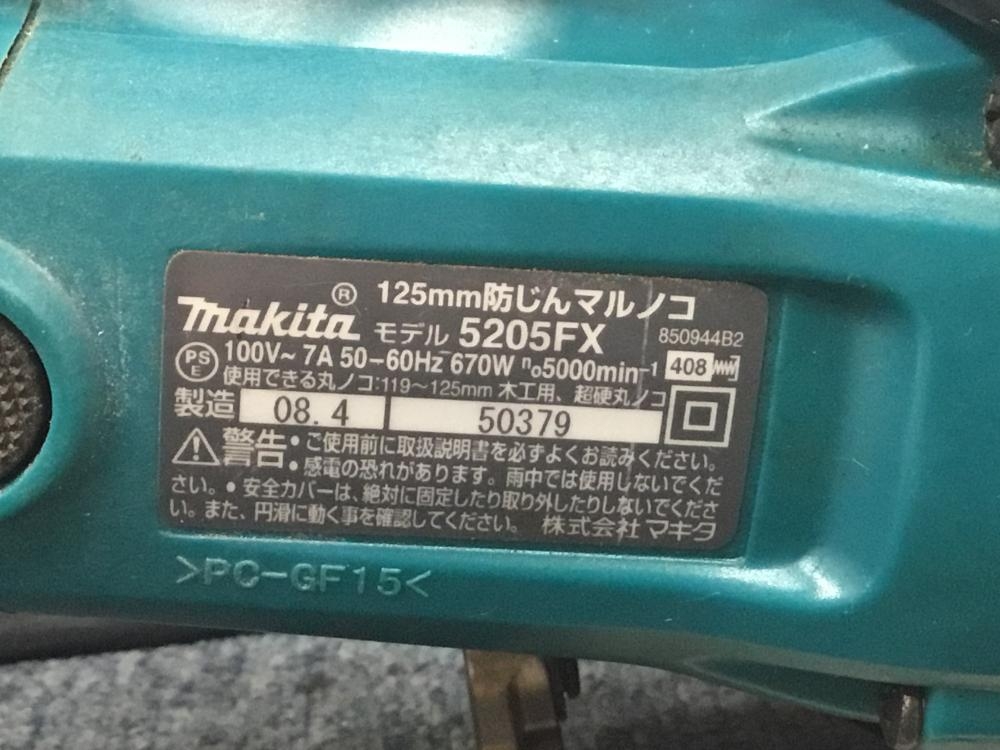 makita® 125mm防じんマルノコ
モデル 5205FX 850944B2
PS E 100V~ 7A 50-60Hz 670W n₀5000min⁻¹ 408
使用できる丸ノコ:119~125mm 木工用、超硬丸ノコ
製造 08. 4 50379
警告 • ご使用前に取扱説明書を必ずよくお読みください。
• 感電の恐れがあります。雨中では使用しないでくだ
さい。• 安全カバーは、絶対に固定したり取り外したりしないでくださ
い。また、円滑に動く事を確認してください。 株式会社 マキタ
>PC-GF15<